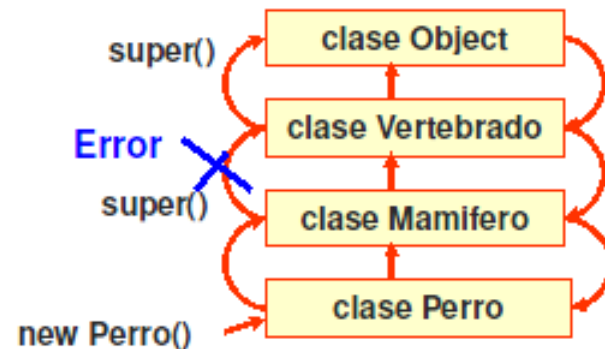 clase Object
super()
clase Vertebrado
Error
super()
clase Mamifero
clase Perro
new Perro()